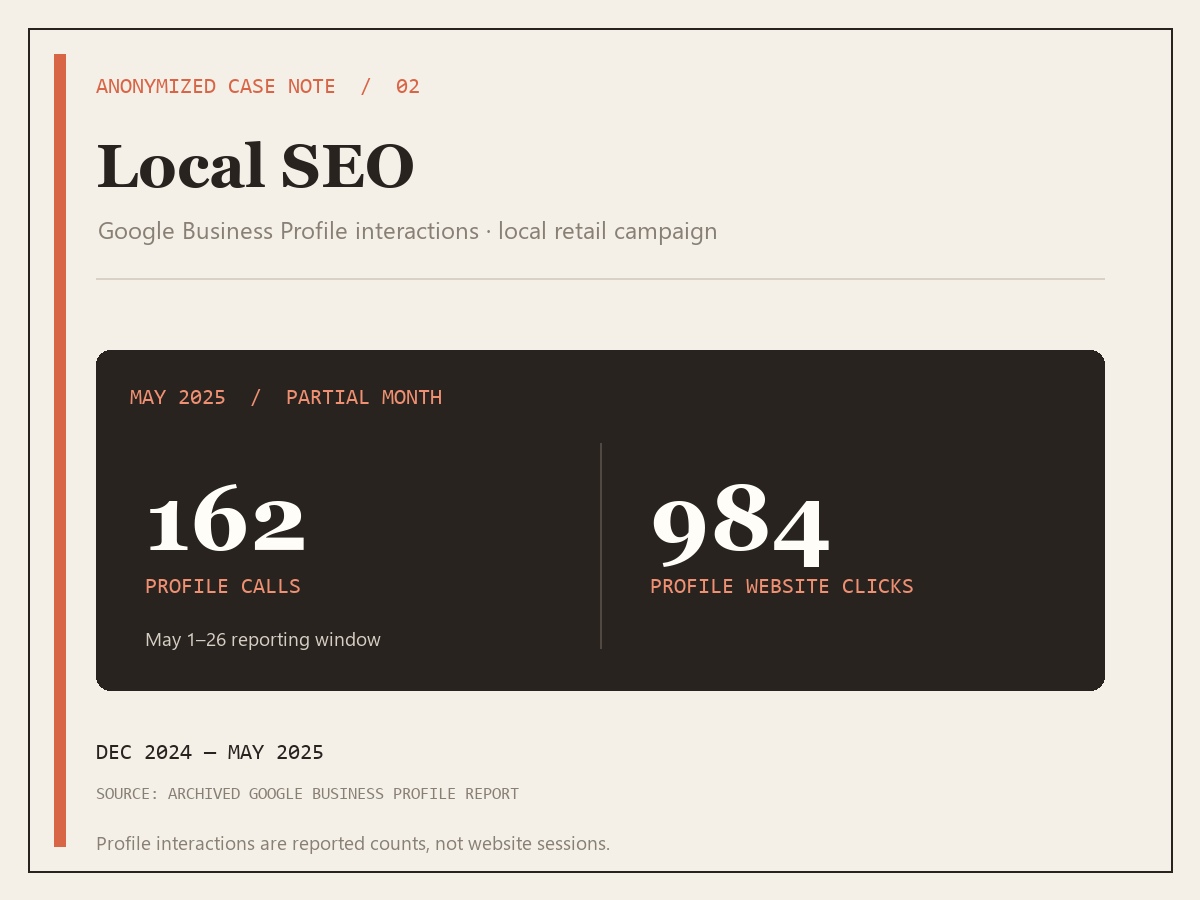 ANONYMIZED CASE NOTE / 02
Local SEO
Google Business Profile interactions · local retail campaign
MAY 2025 / PARTIAL MONTH
162
PROFILE CALLS
May 1–26 reporting window
984
PROFILE WEBSITE CLICKS
DEC 2024 — MAY 2025
SOURCE: ARCHIVED GOOGLE BUSINESS PROFILE REPORT
Profile interactions are reported counts, not website sessions.